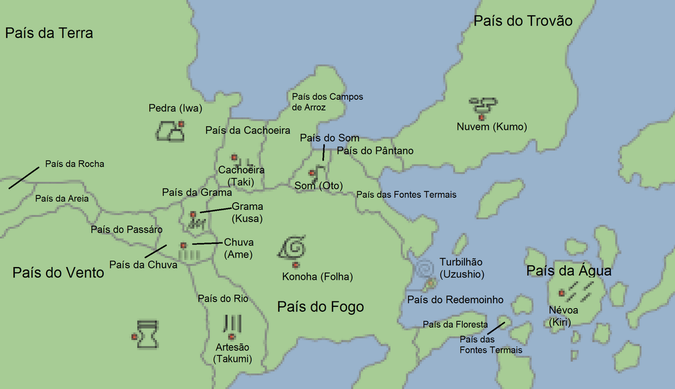 País do Trovão
País da Terra
País dos Campos
de Arroz
Pedra (Iwa)
Nuvem (Kumo)
País da Cachoeira
País do Som
País do Pântano
País da Rocha
Cachoeira
(Taki)
Som (Oto)
País da Areia
País da Grama
País das Fontes Termais
Grama
(Kusa)
País do Passáro
Chuva
(Ame)
País da Chuva
Turbilhão
(Uzushio)
País do Vento
Konoha (Folha)
País da Água
País do Rio
País do Fogo
País do Redemoinho
Névoa
(Kiri)
País da Floresta
País das
Fontes Termais
Artesão
(Takumi)